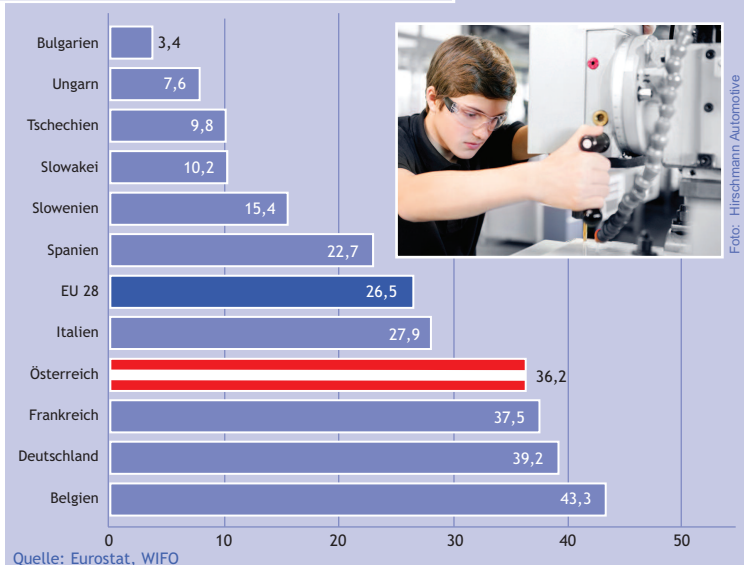 Bulgarien 3,4
Ungarn 7,6
Tschechien 9,8
Slowakei 10,2
Slowenien 15,4
Spanien 22,7
EU 28 26,5
Italien 27,9
Österreich 36,2
Frankreich 37,5
Deutschland 39,2
Belgien 43,3
0 10 20 30 40 50
Quelle: Eurostat, WIFO
Foto: Hirschmann Automotive